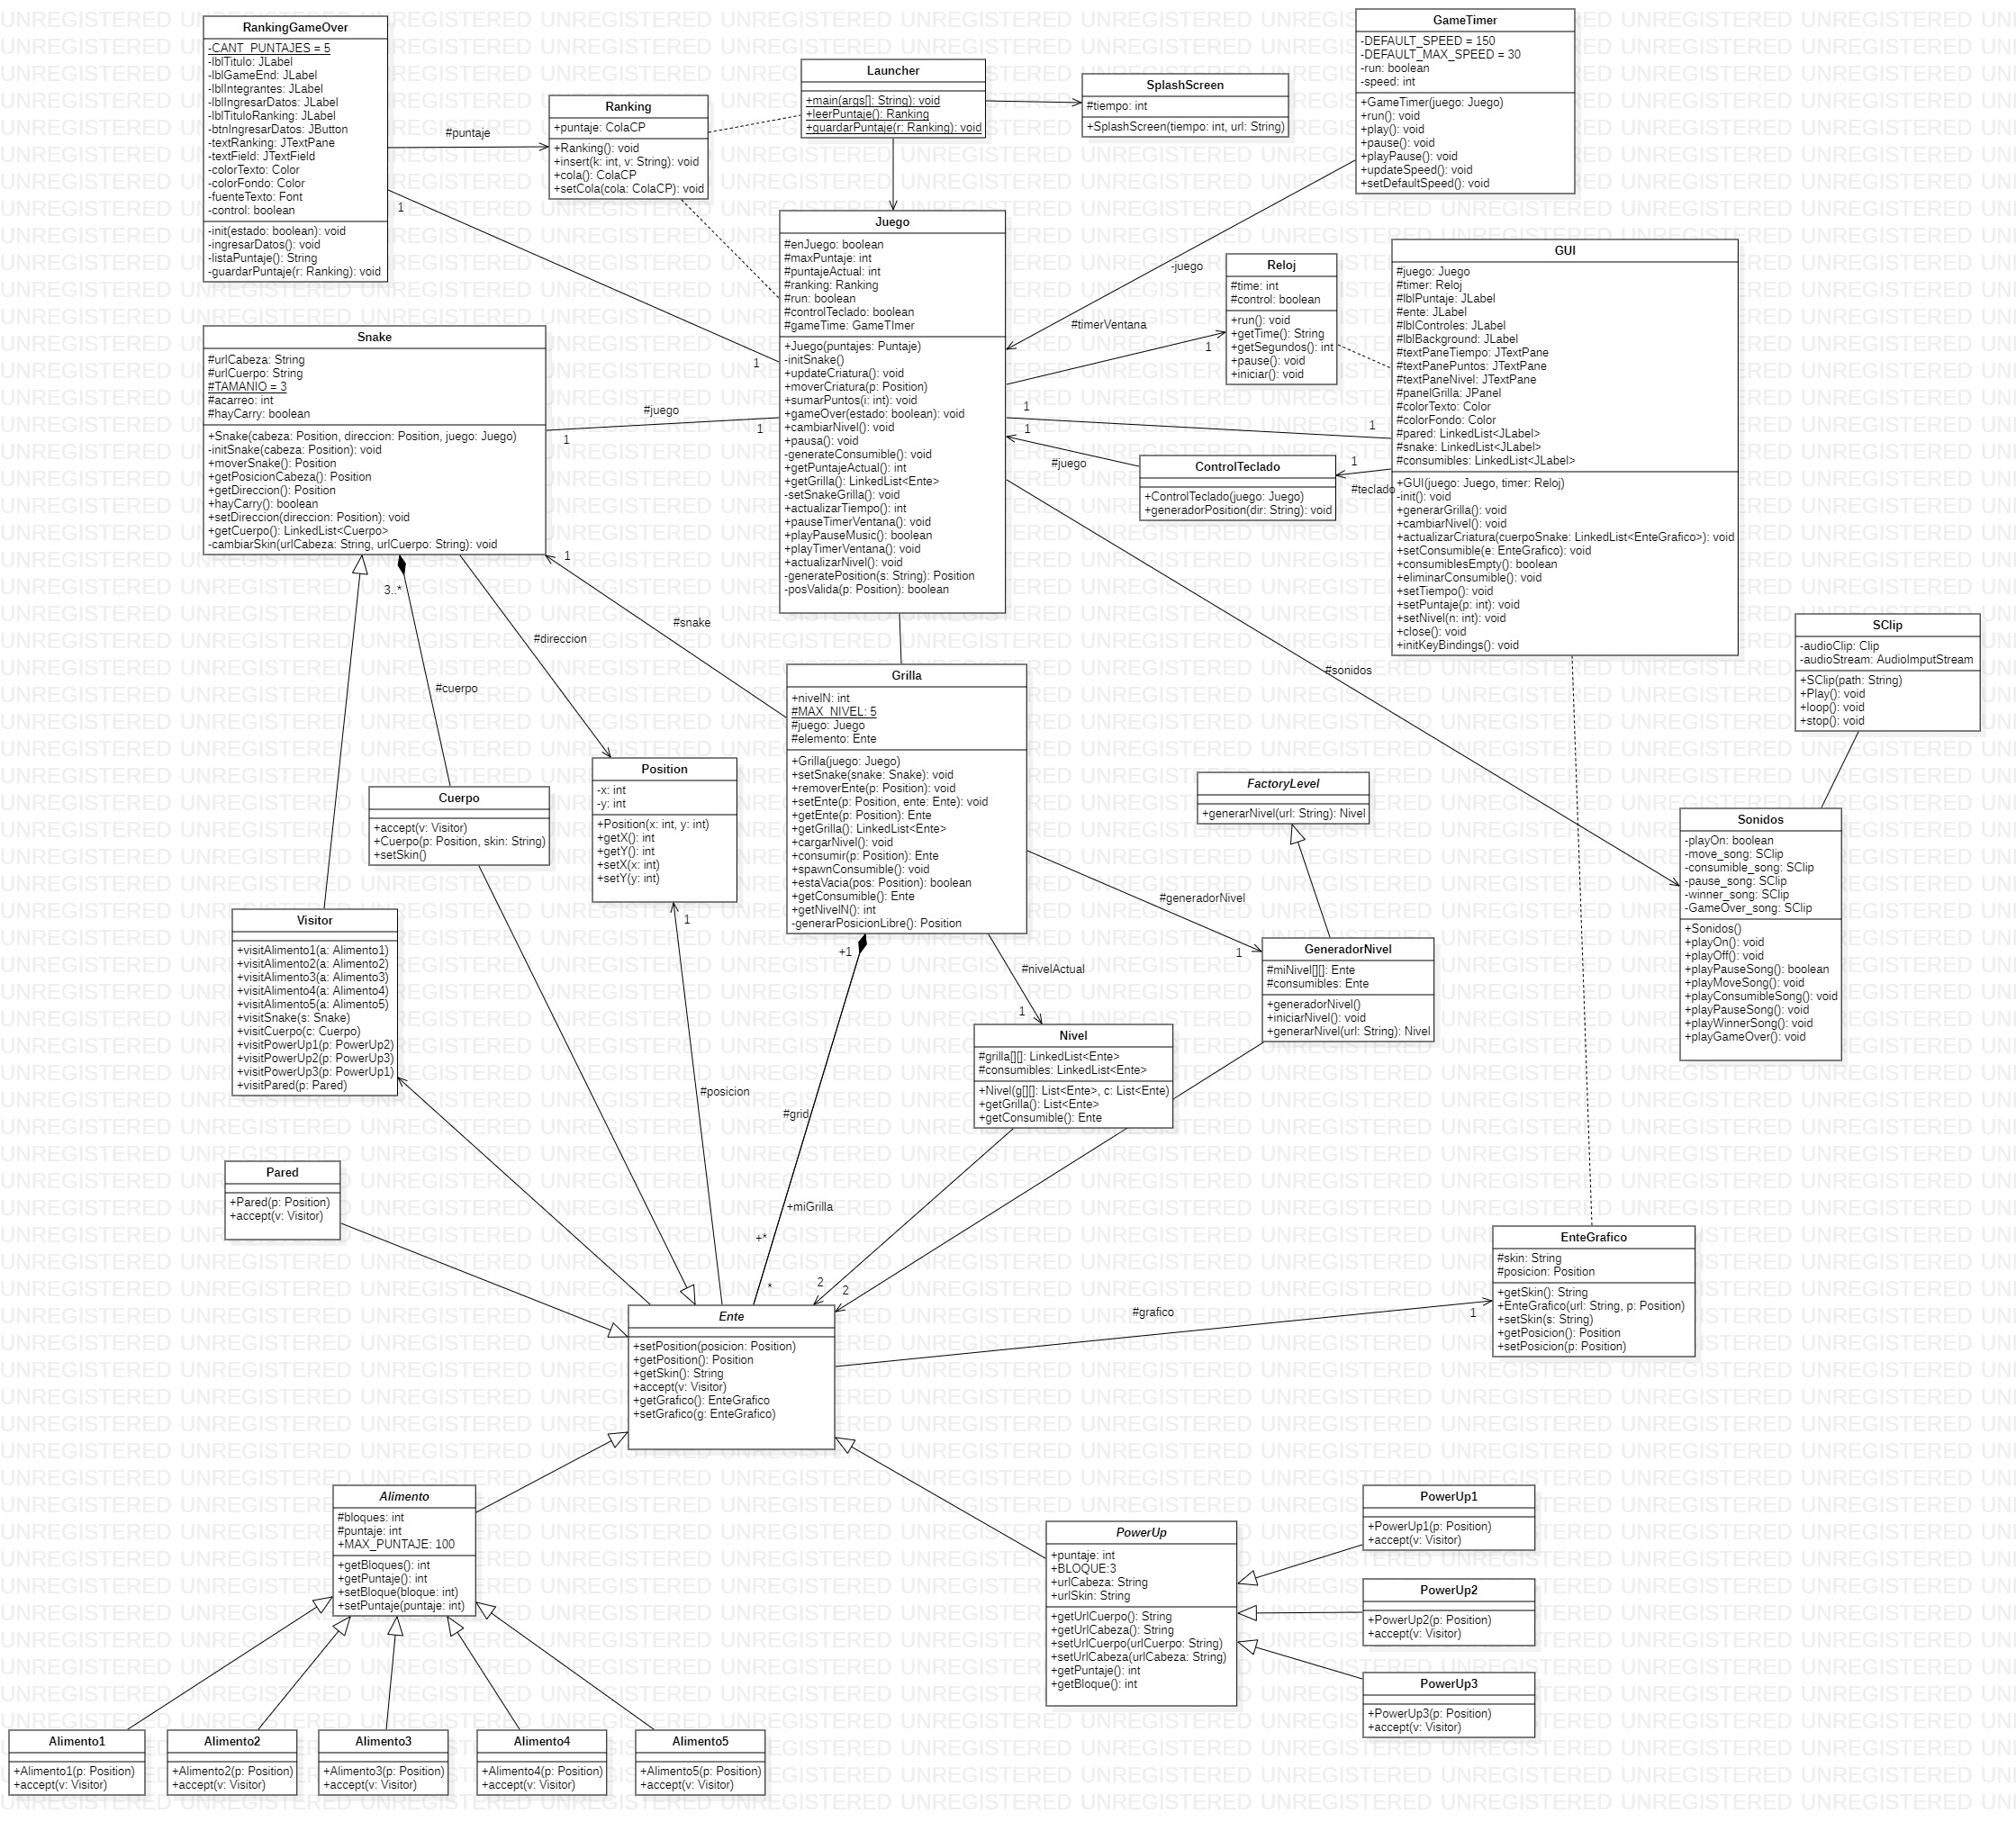 RankingGameOver
-CANT_PUNTAJES = 5
-lblTitulo: JLabel
-lblGameEnd: JLabel
-lblIntegrantes: JLabel
-lblIngresarDatos: JLabel
-lblTituloRanking: JLabel
-btnIngresarDatos: JButton
-textRanking: JTextPane
-textField: JTextField
-colorTexto: Color
-colorFondo: Color
-fuenteTexto: Font
-control: boolean
-init(estado: boolean): void
-ingresarDatos(): void
-listaPuntaje(): String
-guardarPuntaje(r: Ranking): void
#puntaje
1
1
Ranking
+puntaje: ColaCP
+Ranking(): void
+insert(k: int, v: String): void
+cola(): ColaCP
+setCola(cola: ColaCP): void
Launcher
+main(args[]: String): void
+leerPuntaje(): Ranking
+guardarPuntaje(r: Ranking): void
SplashScreen
#tiempo: int
+SplashScreen(tiempo: int, url: String)
GameTimer
-DEFAULT_SPEED = 150
-DEFAULT_MAX_SPEED = 30
-run: boolean
-speed: int
+GameTimer(juego: Juego)
+run(): void
+play(): void
+pause(): void
+playPause(): void
+updateSpeed(): void
+setDefaultSpeed(): void
-juego
Juego
#enJuego: boolean
#maxPuntaje: int
#puntajeActual: int
#ranking: Ranking
#run: boolean
#controlTeclado: boolean
#gameTime: GameTImer
+Juego(puntajes: Puntaje)
-initSnake()
+updateCriatura(): void
+moverCriatura(p: Position)
+sumarPuntos(i: int): void
+gameOver(estado: boolean): void
+cambiarNivel(): void
+pausa(): void
-generateConsumible(): void
+getPuntajeActual(): int
+getGrilla(): LinkedList<Ente>
-setSnakeGrilla(): void
+actualizarTiempo(): int
+pauseTimerVentana(): void
+playPauseMusic(): boolean
+playTimerVentana(): void
+actualizarNivel(): void
-generatePosition(s: String): Position
-posValida(p: Position): boolean
#timerVentana
1
Reloj
#time: int
#control: boolean
+run(): void
+getTime(): String
+getSegundos(): int
+pause(): void
+iniciar(): void
GUI
#juego: Juego
#timer: Reloj
#lblPuntaje: JLabel
#ente: JLabel
#lblControles: JLabel
#lblBackground: JLabel
#textPaneTiempo: JTextPane
#textPanePuntos: JTextPane
#textPaneNivel: JTextPane
#panelGrilla: JPanel
#colorTexto: Color
#colorFondo: Color
#pared: LinkedList<JLabel>
#snake: LinkedList<JLabel>
#consumibles: LinkedList<JLabel>
+GUI(juego: Juego, timer: Reloj)
-init(): void
+generarGrilla(): void
+cambiarNivel(): void
+actualizarCriatura(cuerpoSnake: LinkedList<EnteGrafico>): void
+setConsumible(e: EnteGrafico): void
+consumiblesEmpty(): boolean
+eliminarConsumible(): void
+setTiempo(): void
+setPuntaje(p: int): void
+setNivel(n: int): void
+close(): void
+initKeyBindings(): void
1
1
1
#juego
1
#teclado
ControlTeclado
+ControlTeclado(juego: Juego)
+generadorPosition(dir: String): void
Snake
#urlCabeza: String
#urlCuerpo: String
#TAMANIO = 3
#acarreo: int
#hayCarry: boolean
+Snake(cabeza: Position, direccion: Position, juego: Juego)
-initSnake(cabeza: Position): void
+moverSnake(): Position
+getPosicionCabeza(): Position
+getDireccion(): Position
+hayCarry(): boolean
+setDireccion(direccion: Position): void
+getCuerpo(): LinkedList<Cuerpo>
-cambiarSkin(urlCabeza: String, urlCuerpo: String): void
#juego
1
1
1
3..*
#direccion
#snake
#cuerpo
#sonidos
SClip
-audioClip: Clip
-audioStream: AudioImputStream
+SClip(path: String)
+Play(): void
+loop(): void
+stop(): void
Grilla
+nivelN: int
#MAX_NIVEL: 5
#juego: Juego
#elemento: Ente
+Grilla(juego: Juego)
+setSnake(snake: Snake): void
+removerEnte(p: Position): void
+setEnte(p: Position, ente: Ente): void
+getEnte(p: Position): Ente
+getGrilla(): LinkedList<Ente>
+cargarNivel(): void
+consumir(p: Position): Ente
+spawnConsumible(): void
+estaVacia(pos: Position): boolean
+getConsumible(): Ente
+getNivelN(): int
-generarPosicionLibre(): Position
Position
-x: int
-y: int
+Position(x: int, y: int)
+getX(): int
+getY(): int
+setX(x: int)
+setY(y: int)
1
Cuerpo
+accept(v: Visitor)
+Cuerpo(p: Position, skin: String)
+setSkin()
FactoryLevel
+generarNivel(url: String): Nivel
Sonidos
-playOn: boolean
-move_song: SClip
-consumible_song: SClip
-pause_song: SClip
-winner_song: SClip
-GameOver_song: SClip
+Sonidos()
+playOn(): void
+playOff(): void
+playPauseSong(): boolean
+playMoveSong(): void
+playConsumibleSong(): void
+playPauseSong(): void
+playWinnerSong(): void
+playGameOver(): void
#generadorNivel
1
GeneradorNivel
#miNivel[][]: Ente
#consumibles: Ente
+generadorNivel()
+iniciarNivel(): void
+generarNivel(url: String): Nivel
Visitor
+visitAlimento1(a: Alimento1)
+visitAlimento2(a: Alimento2)
+visitAlimento3(a: Alimento3)
+visitAlimento4(a: Alimento4)
+visitAlimento5(a: Alimento5)
+visitSnake(s: Snake)
+visitCuerpo(c: Cuerpo)
+visitPowerUp1(p: PowerUp2)
+visitPowerUp2(p: PowerUp3)
+visitPowerUp3(p: PowerUp1)
+visitPared(p: Pared)
+1
#nivelActual
1
Nivel
#grilla[][]: LinkedList<Ente>
#consumibles: LinkedList<Ente>
+Nivel(g[][]: List<Ente>, c: List<Ente)
+getGrilla(): List<Ente>
+getConsumible(): Ente
#posicion
#grid
+miGrilla
+*
*
2
2
Pared
+Pared(p: Position)
+accept(v: Visitor)
Ente
+setPosition(posicion: Position)
+getPosition(): Position
+getSkin(): String
+accept(v: Visitor)
+getGrafico(): EnteGrafico
+setGrafico(g: EnteGrafico)
#grafico
1
EnteGrafico
#skin: String
#posicion: Position
+getSkin(): String
+EnteGrafico(url: String, p: Position)
+setSkin(s: String)
+getPosicion(): Position
+setPosicion(p: Position)
Alimento
#bloques: int
#puntaje: int
+MAX_PUNTAJE: 100
+getBloques(): int
+getPuntaje(): int
+setBloque(bloque: int)
+setPuntaje(puntaje: int)
PowerUp
+puntaje: int
+BLOQUE:3
+urlCabeza: String
+urlSkin: String
+getUrlCuerpo(): String
+getUrlCabeza(): String
+setUrlCuerpo(urlCuerpo: String)
+setUrlCabeza(urlCabeza: String)
+getPuntaje(): int
+getBloque(): int
PowerUp1
+PowerUp1(p: Position)
+accept(v: Visitor)
PowerUp2
+PowerUp2(p: Position)
+accept(v: Visitor)
PowerUp3
+PowerUp3(p: Position)
+accept(v: Visitor)
Alimento1
+Alimento1(p: Position)
+accept(v: Visitor)
Alimento2
+Alimento2(p: Position)
+accept(v: Visitor)
Alimento3
+Alimento3(p: Position)
+accept(v: Visitor)
Alimento4
+Alimento4(p: Position)
+accept(v: Visitor)
Alimento5
+Alimento5(p: Position)
+accept(v: Visitor)
UNREGISTERED